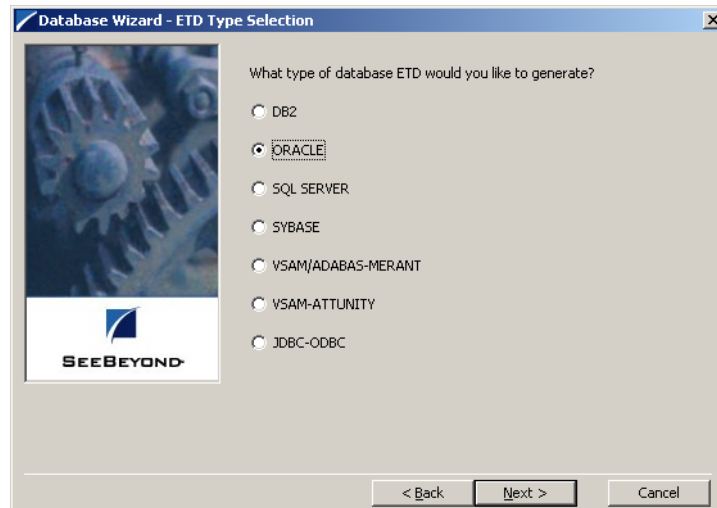 Database Wizard - ETD Type Selection
What type of database ETD would you like to generate?
DB2
ORACLE
SQL SERVER
SYBASE
VSAM/ADABAS-MERANT
VSAM-ATTUNITY
JDBC-ODBC
SEEBEYOND
< Back Next > Cancel